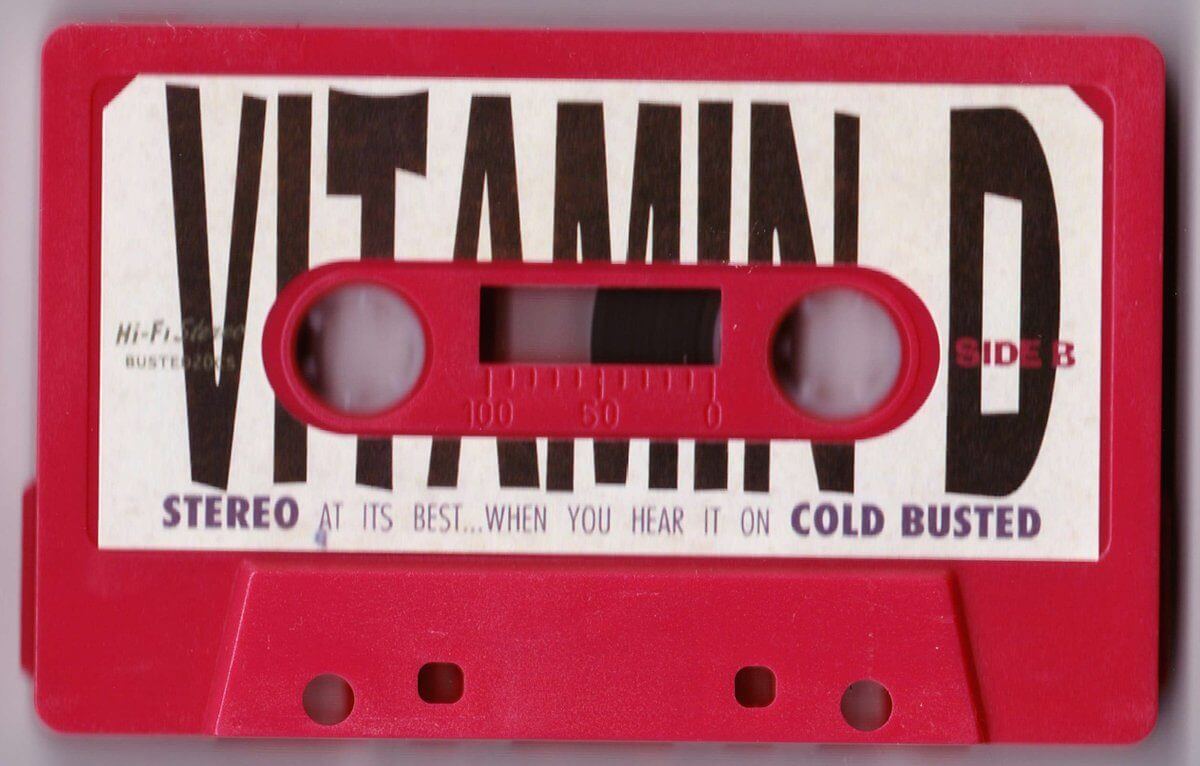 VITAMIN D
Hi-Fi Stereo
SIDE B
100 50 0
STEREO AT ITS BEST...WHEN YOU HEAR IT ON COLD BUSTED